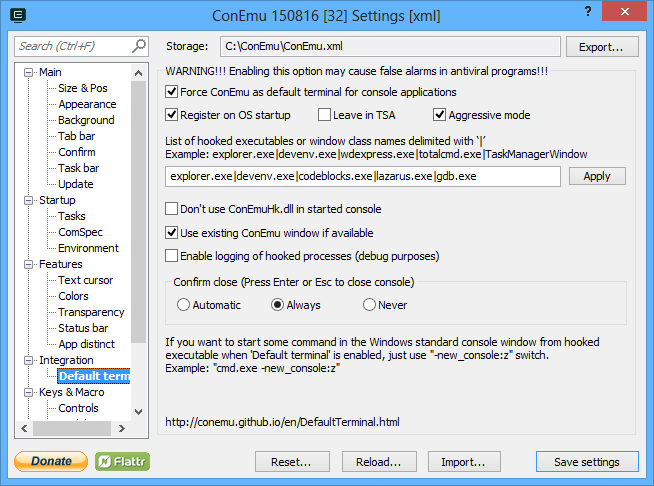 ConEmu 150816 [32] Settings [xml]
?
Search (Ctrl+F)
Storage:
C:\ConEmu\ConEmu.xml
Export...
Main
Size & Pos
Appearance
Background
Tab bar
Confirm
Task bar
Update
Startup
Tasks
ComSpec
Environment
Features
Text cursor
Colors
Transparency
Status bar
App distinct
Integration
Default term
Keys & Macro
Controls
WARNING!!! Enabling this option may cause false alarms in antiviral programs!!!
Force ConEmu as default terminal for console applications
Register on OS startup
Leave in TSA
Aggressive mode
List of hooked executables or window class names delimited with '|'
Example: explorer.exe|devenv.exe|wdexpress.exe|totalcmd.exe|TaskManagerWindow
explorer.exe|devenv.exe|codeblocks.exe|lazarus.exe|gdb.exe
Apply
Don't use ConEmuHk.dll in started console
Use existing ConEmu window if available
Enable logging of hooked processes (debug purposes)
Confirm close (Press Enter or Esc to close console)
Automatic
Always
Never
If you want to start some command in the Windows standard console window from hooked
executable when 'Default terminal' is enabled, just use "-new_console:z" switch.
Example: "cmd.exe -new_console:z"
http://conemu.github.io/en/DefaultTerminal.html
Donate
Flattr
Reset...
Reload...
Import...
Save settings